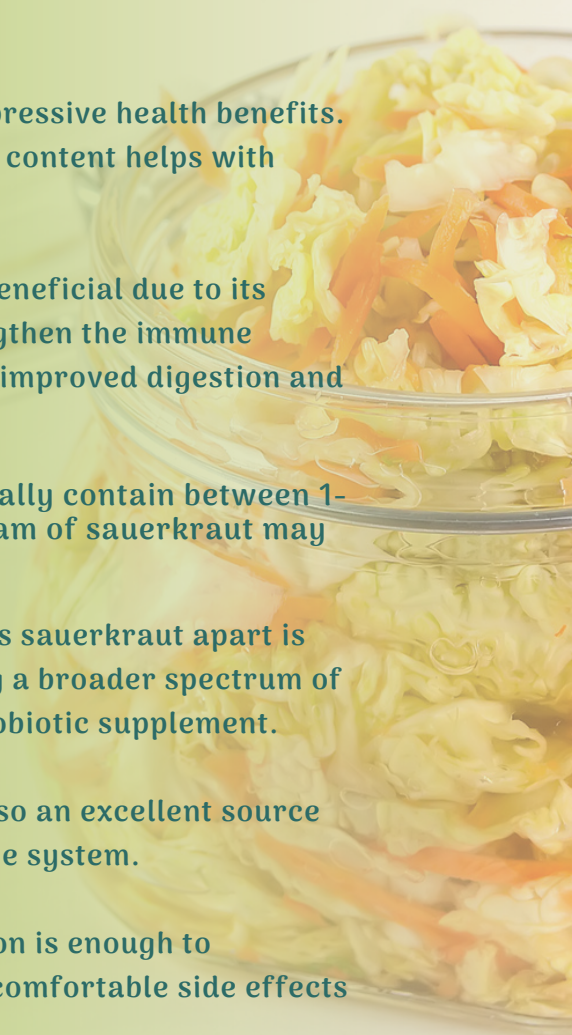 pressive health benefits.
content helps with
eneficial due to its
gthen the immune
improved digestion and
ally contain between 1-
am of sauerkraut may
s sauerkraut apart is
a broader spectrum of
obiotic supplement.
so an excellent source
e system.
on is enough to
comfortable side effects